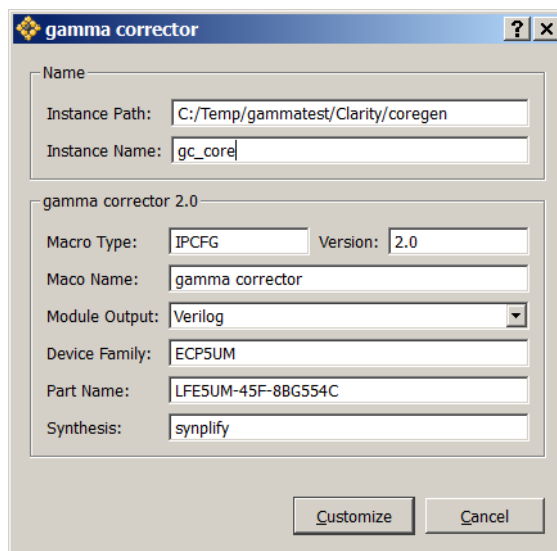 gamma corrector
Name
Instance Path: C:/Temp/gammatest/Clarity/coregen
Instance Name: gc_core
gamma corrector 2.0
Macro Type: IPCFG Version: 2.0
Maco Name: gamma corrector
Module Output: Verilog
Device Family: ECP5UM
Part Name: LFE5UM-45F-8BG554C
Synthesis: synplify
Customize Cancel